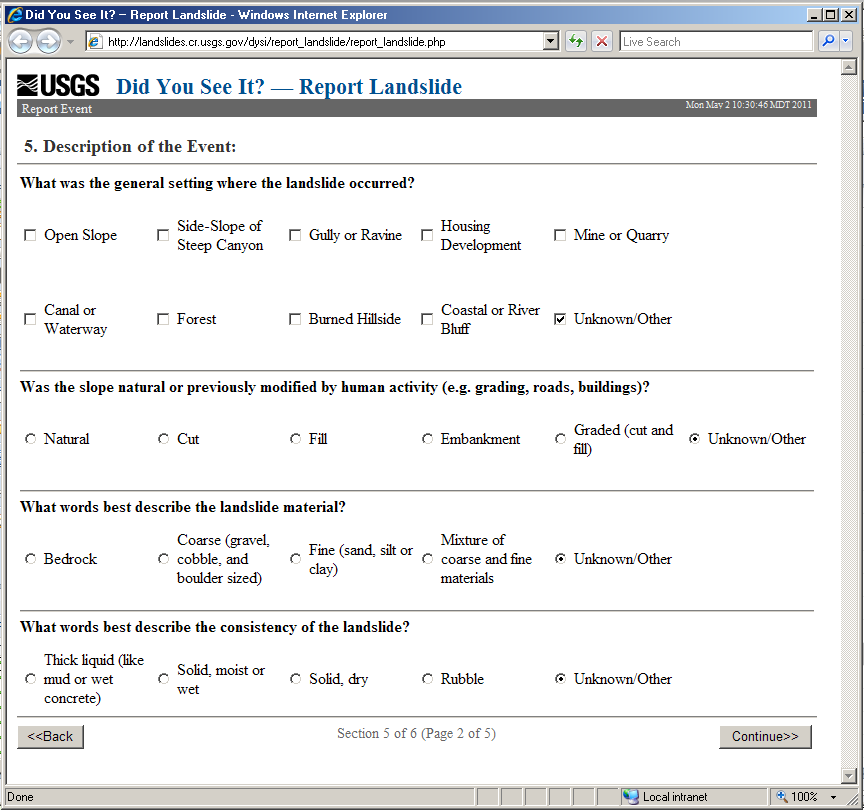 Did You See It? – Report Landslide - Windows Internet Explorer
http://landslides.cr.usgs.gov/dysi/report_landslide/report_landslide.php
Live Search
USGS Did You See It? — Report Landslide
Report Event
Mon May 2 10:30:46 MDT 2011
5. Description of the Event:
What was the general setting where the landslide occurred?
Open Slope
Side-Slope of
Steep Canyon
Gully or Ravine
Housing
Development
Mine or Quarry
Canal or
Waterway
Forest
Burned Hillside
Coastal or River
Bluff
Unknown/Other
Was the slope natural or previously modified by human activity (e.g. grading, roads, buildings)?
Natural
Cut
Fill
Embankment
Graded (cut and
fill)
Unknown/Other
What words best describe the landslide material?
Bedrock
Coarse (gravel,
cobble, and
boulder sized)
Fine (sand, silt or
clay)
Mixture of
coarse and fine
materials
Unknown/Other
What words best describe the consistency of the landslide?
Thick liquid (like
mud or wet
concrete)
Solid, moist or
wet
Solid, dry
Rubble
Unknown/Other
<<Back
Section 5 of 6 (Page 2 of 5)
Continue>>
Done
Local intranet
100%